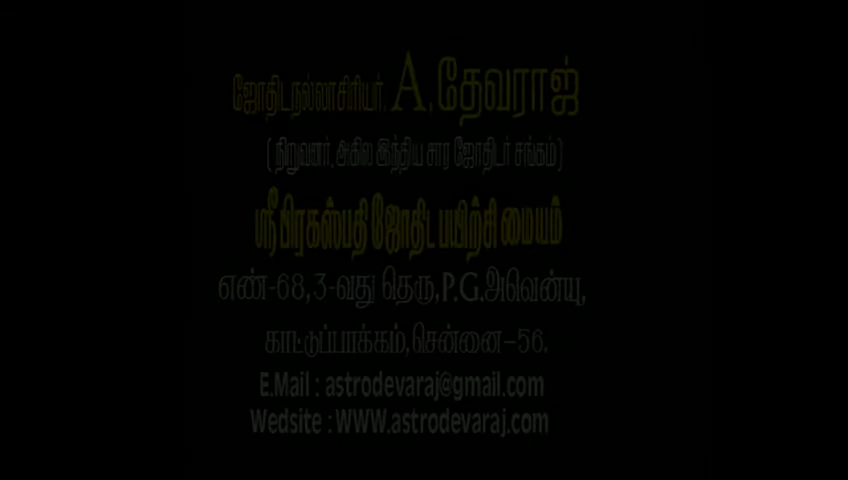 ஜோதிடநல்லாசிரியர். A.தேவராஜ்
( நிறுவனர், அகில இந்திய சார ஜோதிடர் சங்கம்)
ஸ்ரீ பிரகஸ்பதி ஜோதிட பயிற்சி மையம்
எண்-68,3-வது தெரு,P.G.அவென்யு,
காட்டுப்பாக்கம்,சென்னை-56.
E.Mail : astrodevaraj@gmail.com
Wedsite : WWW.astrodevaraj.com